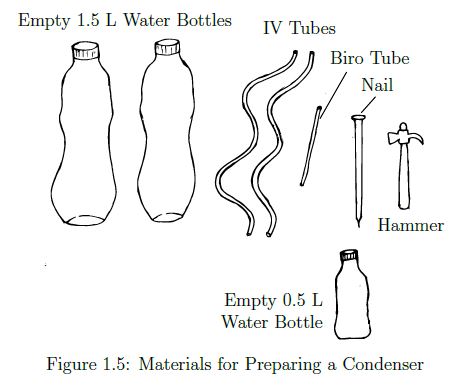 Empty 1.5 L Water Bottles
IV Tubes
Biro Tube
Nail
Hammer
Empty 0.5 L
Water Bottle
Figure 1.5: Materials for Preparing a Condenser